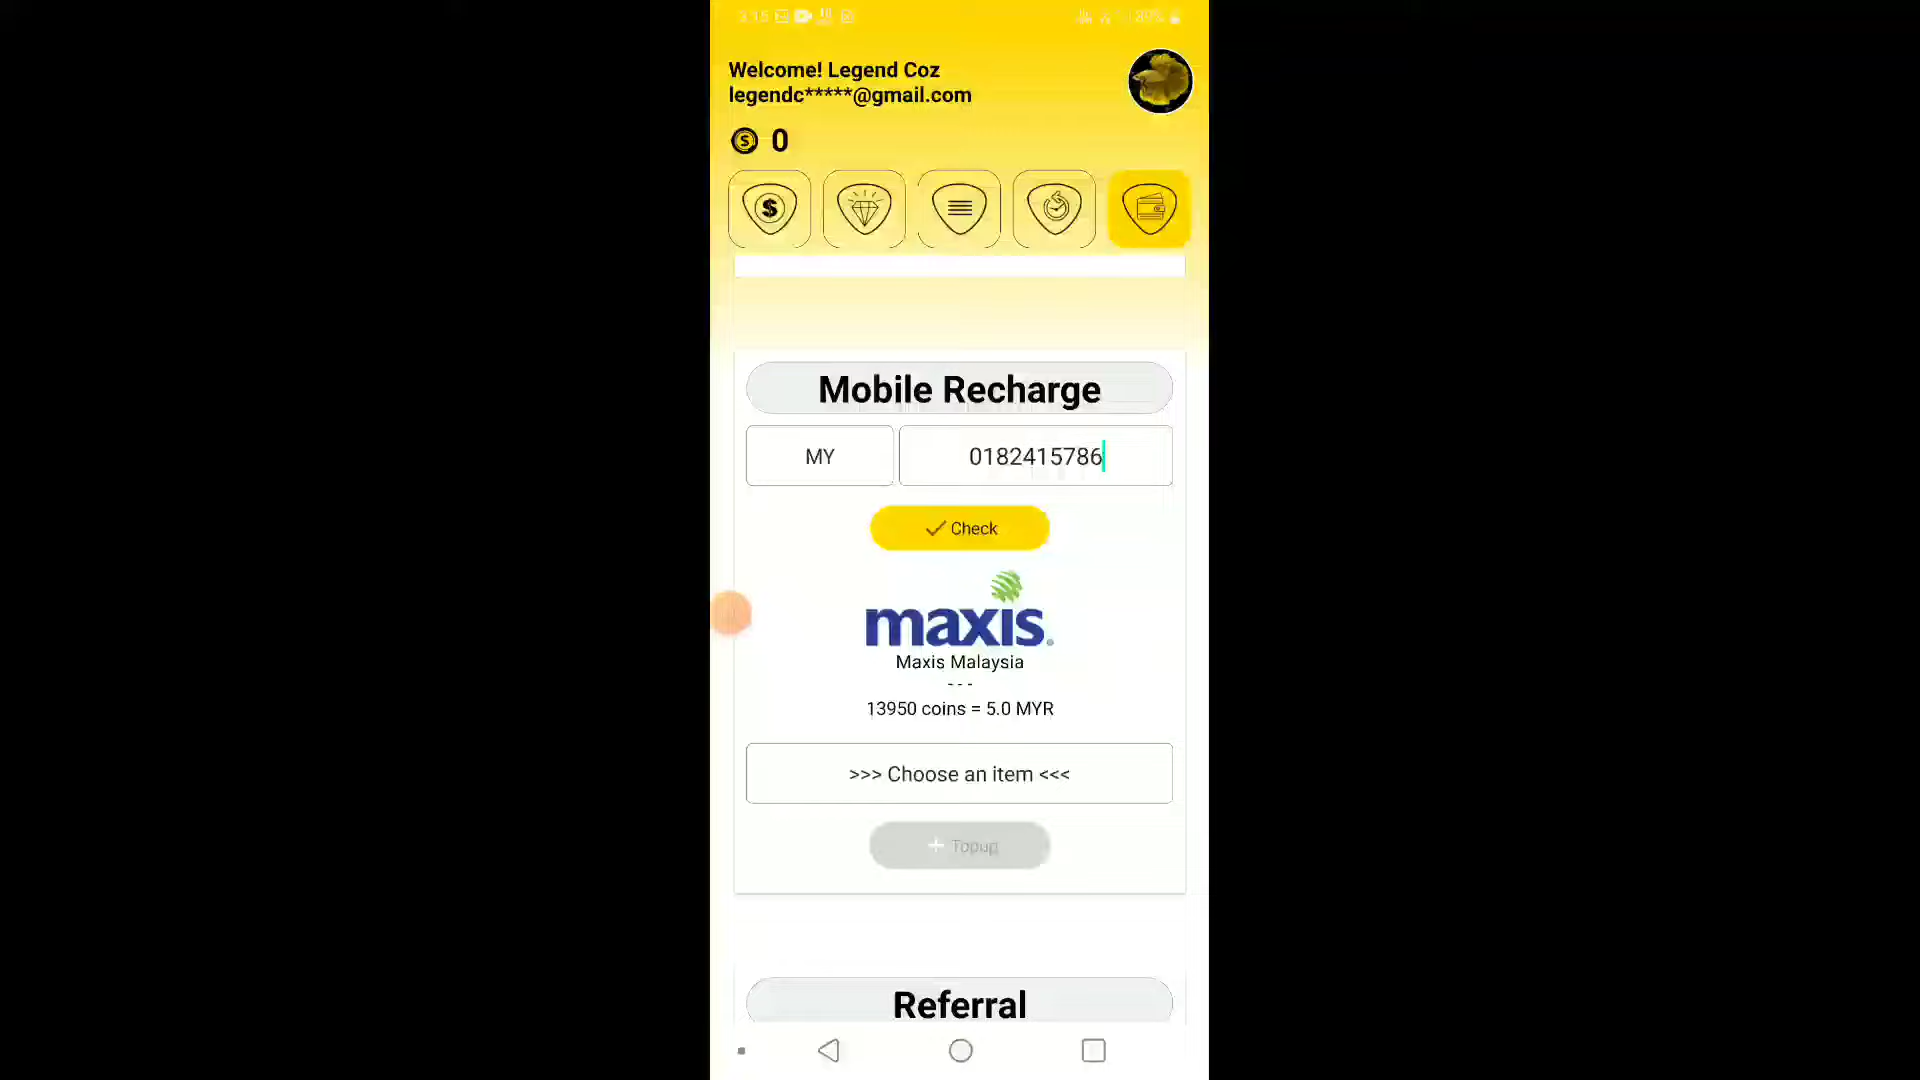 Welcome! Legend Coz
legendc*****@gmail.com
0
Mobile Recharge
MY
0182415786
Check
maxis
Maxis Malaysia
---
13950 coins = 5.0 MYR
>>> Choose an item <<<
+ Topup
Referral